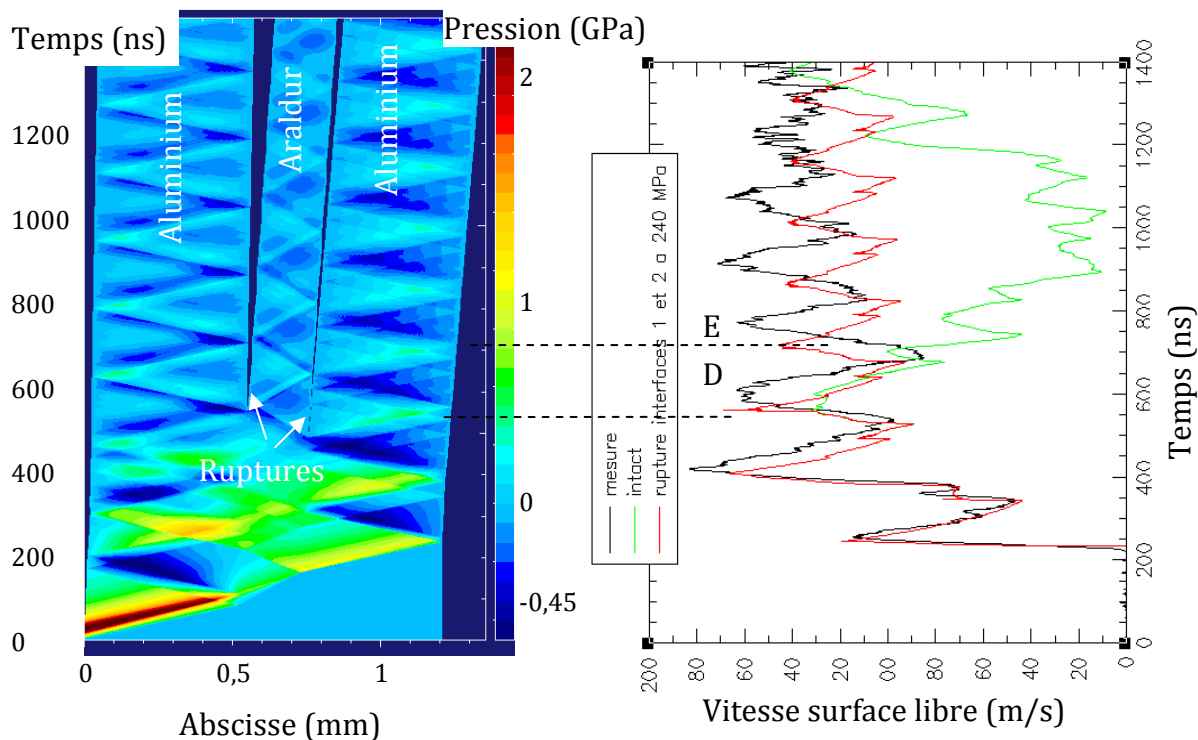 Temps (ns)
Pression (GPa)
Aluminium
Araldur
Aluminium
Ruptures
1200
1000
800
600
400
200
0
0
0,5
1
Abscisse (mm)
2
1
0
-0,45
mesure
intact
rupture interfaces 1 et 2 a 240 MPa
E
D
1400
1200
1000
800
600
400
200
0
Temps (ns)
200
80
60
40
20
00
80
60
40
20
0
Vitesse surface libre (m/s)